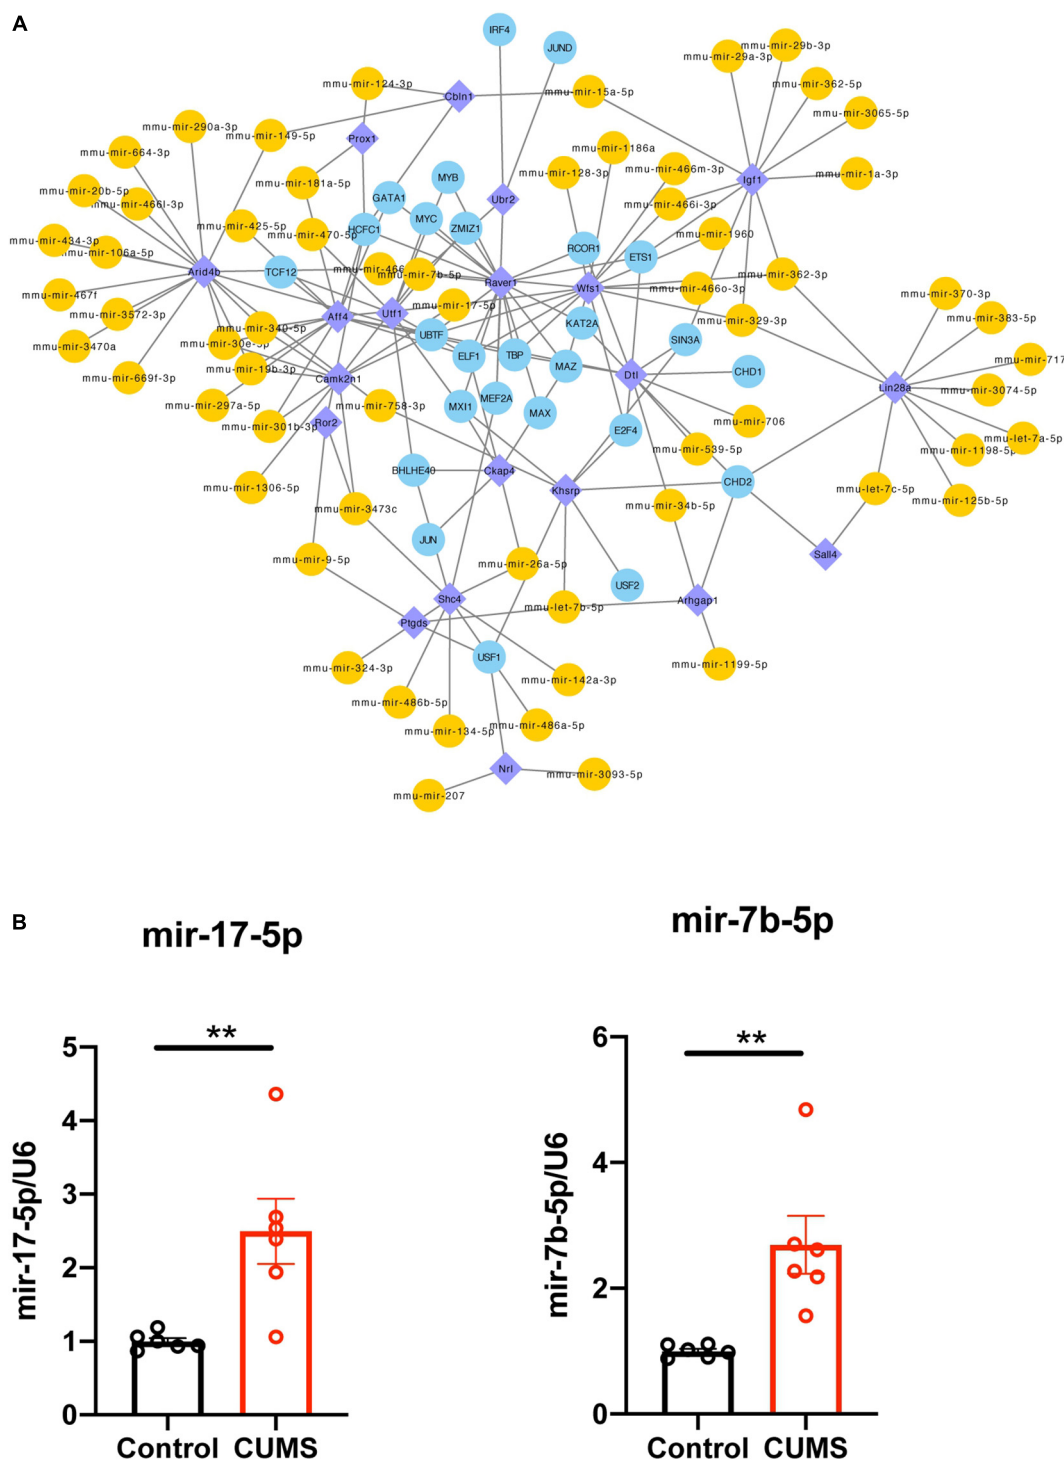 A
IRF4
JUND
mmu-mir-29b-3p
mmu-mir-29a-3p
mmu-mir-124-3p
Cbln1
mmu-mir-15a-5p
mmu-mir-362-5p
mmu-mir-3065-5p
mmu-mir-290a-3p
mmu-mir-149-5p
Prox1
mmu-mir-1186a
mmu-mir-664-3p
mmu-mir-128-3p
mmu-mir-466m-3p
Igf1
mmu-mir-1a-3p
mmu-mir-20b-5p
mmu-mir-181a-5p
MYB
GATA1
Ubr2
mmu-mir-466l-3p
mmu-mir-466i-3p
mmu-mir-425-5p
mmu-mir-470-5p
HCFC1
MYC
ZMIZ1
mmu-mir-1960
mmu-mir-434-3p
mmu-mir-106a-5p
RCOR1
ETS1
Arid4b
TCF12
mmu-mir-466
mmu-mir-7b-5p
Raver1
Wfs1
mmu-mir-362-3p
mmu-mir-466o-3p
mmu-mir-467f
mmu-mir-3572-3p
mmu-mir-17-5p
mmu-mir-370-3p
Aff4
Utf1
KAT2A
mmu-mir-329-3p
mmu-mir-383-5p
mmu-mir-340-5p
UBTF
SIN3A
mmu-mir-3470a
mmu-mir-30e-5p
ELF1
TBP
MAZ
mmu-mir-717
mmu-mir-669f-3p
mmu-mir-19b-3p
Camk2n1
Dtl
CHD1
Lin28a
mmu-mir-3074-5p
mmu-mir-297a-5p
mmu-mir-758-3p
MXI1
MEF2A
MAX
mmu-mir-301b-3p
Ror2
E2F4
mmu-mir-706
mmu-mir-let-7a-5p
mmu-mir-539-5p
mmu-mir-1198-5p
BHLHE40
Ckap4
Khsrp
CHD2
mmu-mir-1306-5p
mmu-let-7c-5p
mmu-mir-125b-5p
mmu-mir-3473c
mmu-mir-34b-5p
JUN
Sall4
mmu-mir-9-5p
mmu-mir-26a-5p
USF2
Shc4
mmu-let-7b-5p
Arhgap1
Ptgds
USF1
mmu-mir-324-3p
mmu-mir-1199-5p
mmu-mir-142a-3p
mmu-mir-486b-5p
mmu-mir-134-5p
mmu-mir-486a-5p
Nrl
mmu-mir-3093-5p
mmu-mir-207
B
mir-17-5p
mir-7b-5p
**
**
5
4
3
2
1
0
mir-17-5p/U6
Control
CUMS
6
4
2
0
mir-7b-5p/U6
Control
CUMS